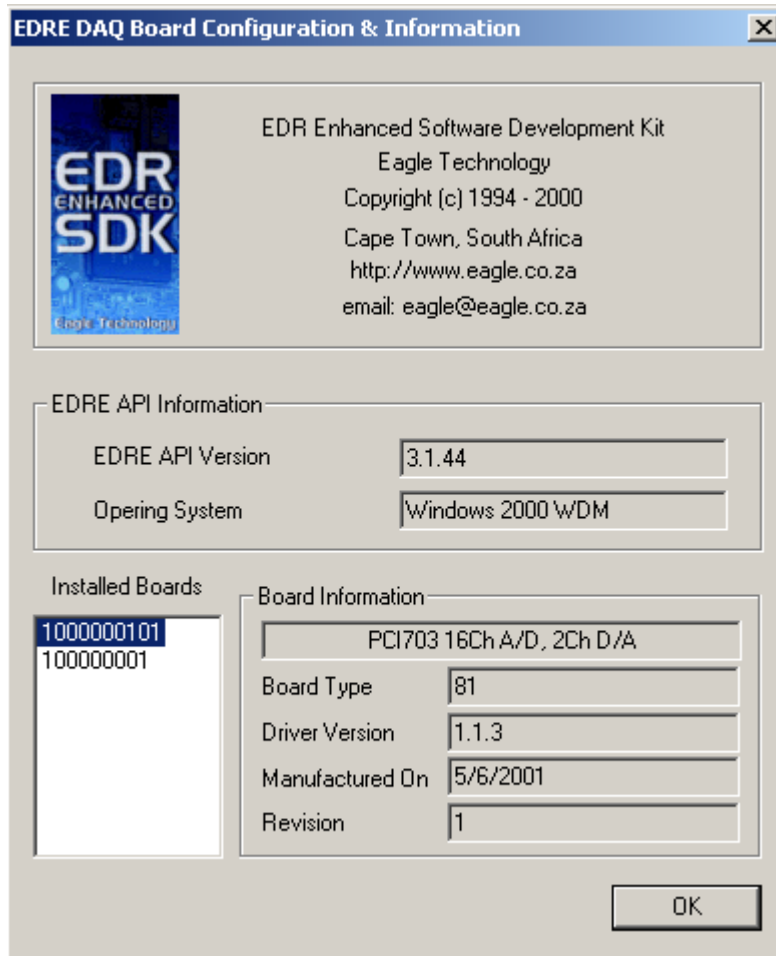 EDRE DAQ Board Configuration & Information
EDR
ENHANCED
SDK
Eagle Technology
EDR Enhanced Software Development Kit
Eagle Technology
Copyright (c) 1994 - 2000
Cape Town, South Africa
http://www.eagle.co.za
email: eagle@eagle.co.za
EDRE API Information
EDRE API Version
3.1.44
Opering System
Windows 2000 WDM
Installed Boards
1000000101
100000001
Board Information
PCI703 16Ch A/D, 2Ch D/A
Board Type
81
Driver Version
1.1.3
Manufactured On
5/6/2001
Revision
1
OK